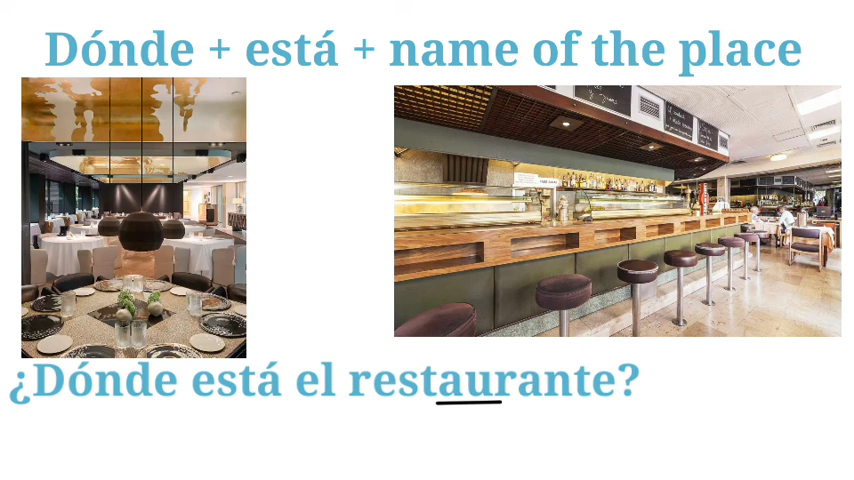 Dónde + está + name of the place
¿Dónde está el restaurante?